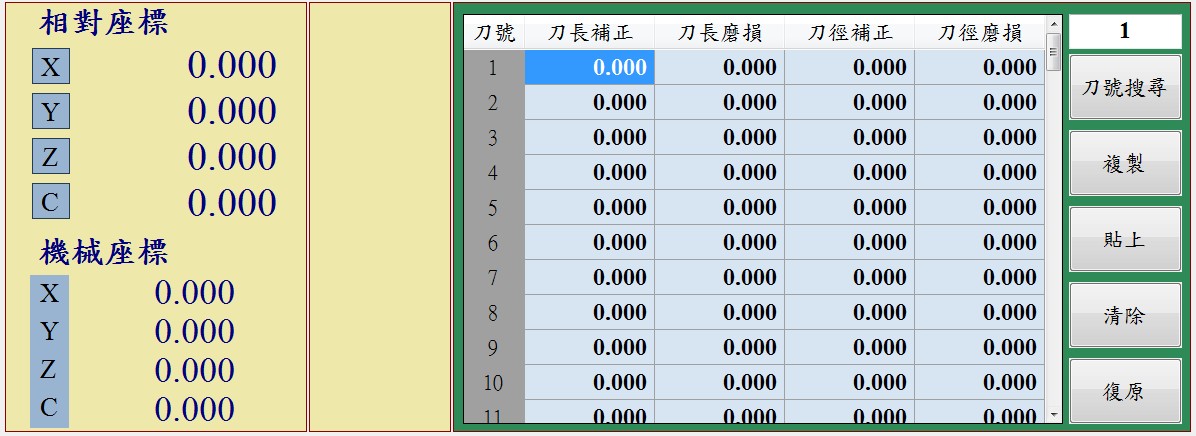 相對座標
X 0.000
Y 0.000
Z 0.000
C 0.000
機械座標
X 0.000
Y 0.000
Z 0.000
C 0.000
刀號 刀長補正 刀長磨損 刀徑補正 刀徑磨損
1 0.000 0.000 0.000 0.000
2 0.000 0.000 0.000 0.000
3 0.000 0.000 0.000 0.000
4 0.000 0.000 0.000 0.000
5 0.000 0.000 0.000 0.000
6 0.000 0.000 0.000 0.000
7 0.000 0.000 0.000 0.000
8 0.000 0.000 0.000 0.000
9 0.000 0.000 0.000 0.000
10 0.000 0.000 0.000 0.000
11 0.000 0.000 0.000 0.000
1
刀號搜尋
複製
貼上
清除
復原